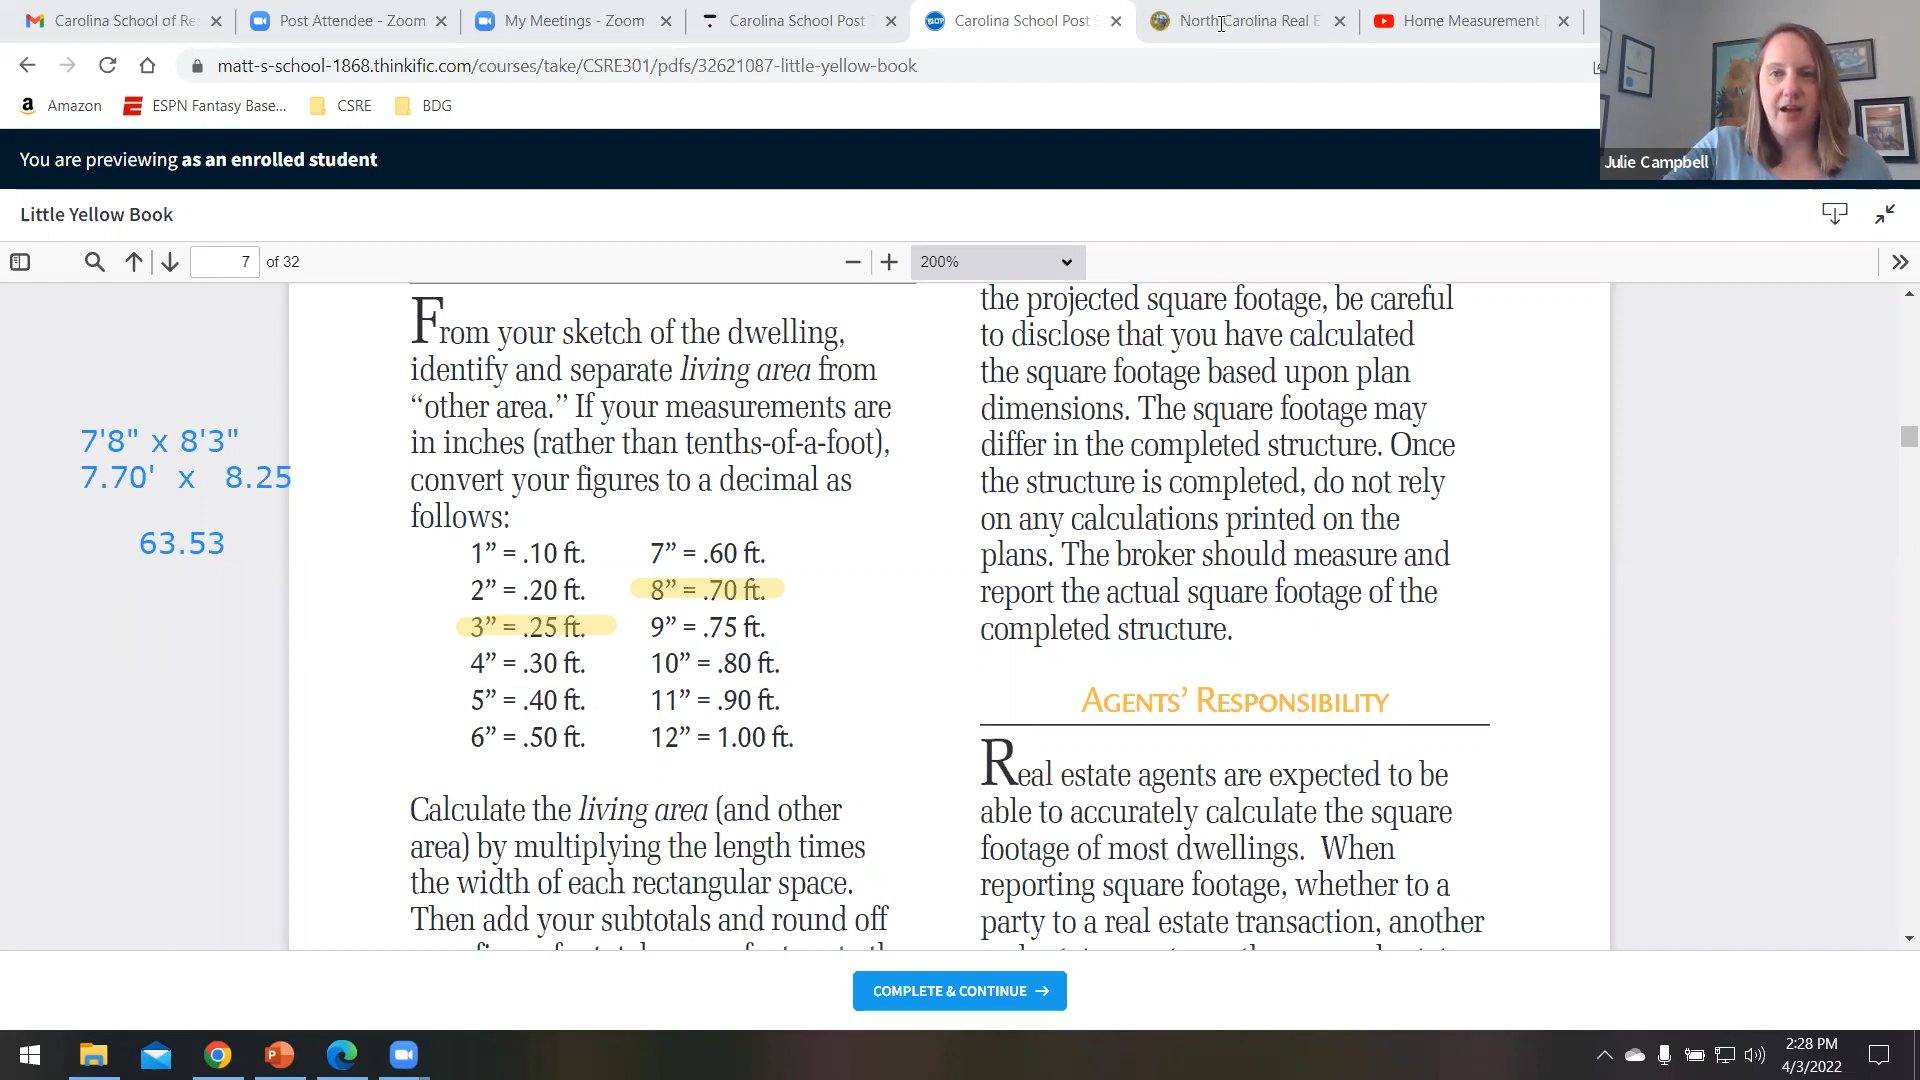 Carolina School of Re
Post Attendee - Zoom
My Meetings - Zoom
Carolina School Post
Carolina School Post
North Carolina Real E
Home Measurement
matt-s-school-1868.thinkific.com/courses/take/CSRE301/pdfs/32621087-little-yellow-book
Amazon
ESPN Fantasy Base...
CSRE
BDG
You are previewing as an enrolled student
Julie Campbell
Little Yellow Book
7 of 32
200%
7'8" x 8'3"
7.70' x 8.25
63.53
From your sketch of the dwelling,
identify and separate living area from
“other area.” If your measurements are
in inches (rather than tenths-of-a-foot),
convert your figures to a decimal as
follows:
1” = .10 ft. 7” = .60 ft.
2” = .20 ft. 8” = .70 ft.
3” = .25 ft. 9” = .75 ft.
4” = .30 ft. 10” = .80 ft.
5” = .40 ft. 11” = .90 ft.
6” = .50 ft. 12” = 1.00 ft.
Calculate the living area (and other
area) by multiplying the length times
the width of each rectangular space.
Then add your subtotals and round off
the projected square footage, be careful
to disclose that you have calculated
the square footage based upon plan
dimensions. The square footage may
differ in the completed structure. Once
the structure is completed, do not rely
on any calculations printed on the
plans. The broker should measure and
report the actual square footage of the
completed structure.
AGENTS’ RESPONSIBILITY
Real estate agents are expected to be
able to accurately calculate the square
footage of most dwellings. When
reporting square footage, whether to a
party to a real estate transaction, another
COMPLETE & CONTINUE →
2:28 PM
4/3/2022